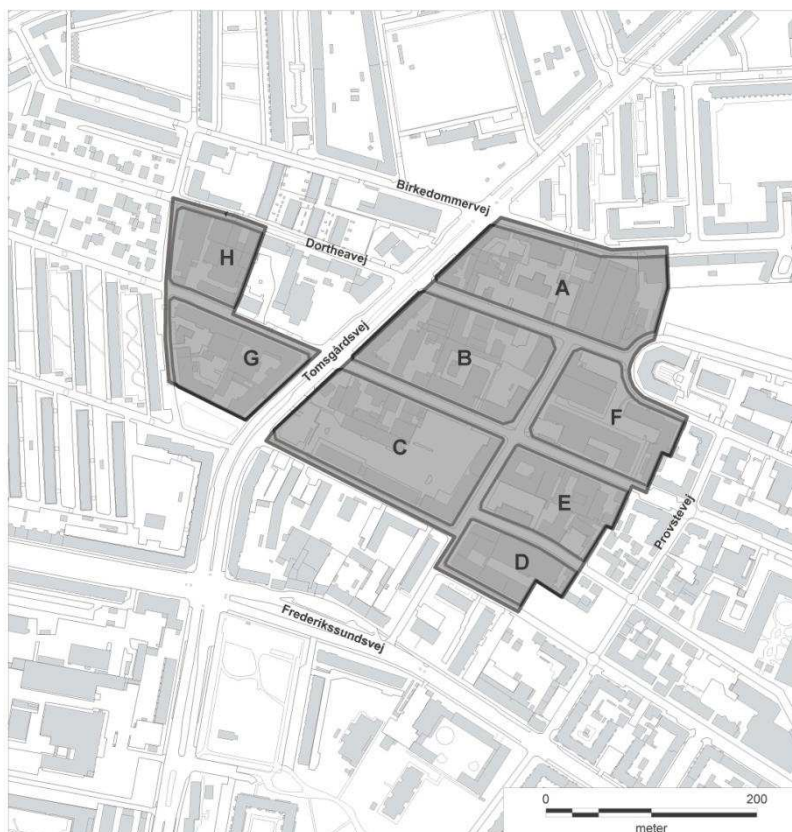 Birkedommervej
Dortheavej
H
A
Tomsgårdsvej
B
G
F
C
E
Provstevej
D
Frederikssundsvej
0 200
meter